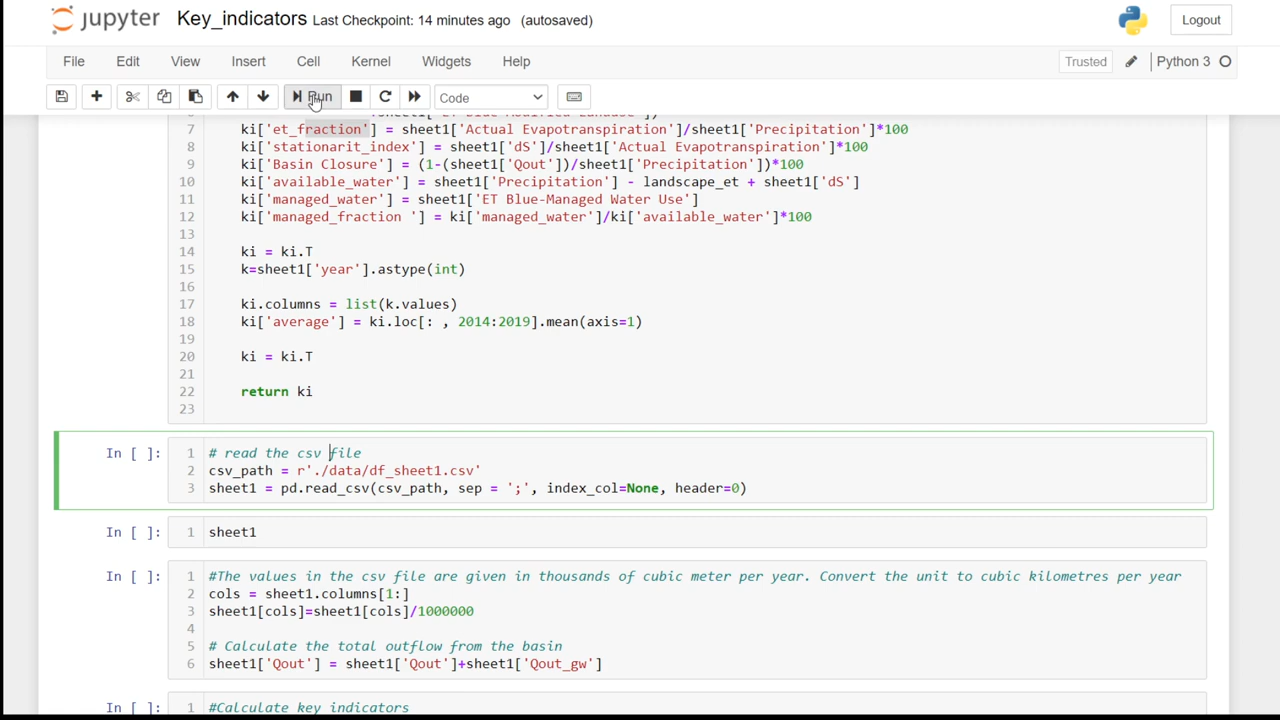 jupyter Key_indicators Last Checkpoint: 14 minutes ago (autosaved) Logout
File Edit View Insert Cell Kernel Widgets Help Trusted Python 3
Run Code
7 ki['et_fraction'] = sheet1['Actual Evapotranspiration']/sheet1['Precipitation']*100
8 ki['stationarit_index'] = sheet1['dS']/sheet1['Actual Evapotranspiration']*100
9 ki['Basin Closure'] = (1-(sheet1['Qout'])/sheet1['Precipitation'])*100
10 ki['available_water'] = sheet1['Precipitation'] - landscape_et + sheet1['dS']
11 ki['managed_water'] = sheet1['ET Blue-Managed Water Use']
12 ki['managed_fraction '] = ki['managed_water']/ki['available_water']*100
13
14 ki = ki.T
15 k=sheet1['year'].astype(int)
16
17 ki.columns = list(k.values)
18 ki['average'] = ki.loc[: , 2014:2019].mean(axis=1)
19
20 ki = ki.T
21
22 return ki
23
In [ ]: 1 # read the csv file
2 csv_path = r'./data/df_sheet1.csv'
3 sheet1 = pd.read_csv(csv_path, sep = ';', index_col=None, header=0)
In [ ]: 1 sheet1
In [ ]: 1 #The values in the csv file are given in thousands of cubic meter per year. Convert the unit to cubic kilometres per year
2 cols = sheet1.columns[1:]
3 sheet1[cols]=sheet1[cols]/1000000
4
5 # Calculate the total outflow from the basin
6 sheet1['Qout'] = sheet1['Qout']+sheet1['Qout_gw']
In [ ]: 1 #Calculate key indicators